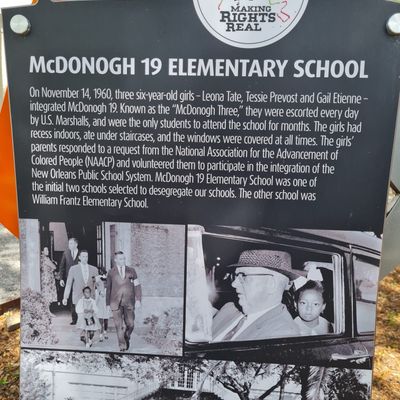 MAKING
RIGHTS
REAL
MCDONOGH 19 ELEMENTARY SCHOOL
On November 14, 1960, three six-year-old girls – Leona Tate, Tessie Prevost and Gail Etienne –
integrated McDonogh 19. Known as the "McDonogh Three," they were escorted every day
by U.S. Marshalls, and were the only students to attend the school for months. The girls had
recess indoors, ate under staircases, and the windows were covered at all times. The girls'
parents responded to a request from the National Association for the Advancement of
Colored People (NAACP) and volunteered them to participate in the integration of the
New Orleans Public School System. McDonogh 19 Elementary School was one of
the initial two schools selected to desegregate our schools. The other school was
William Frantz Elementary School.